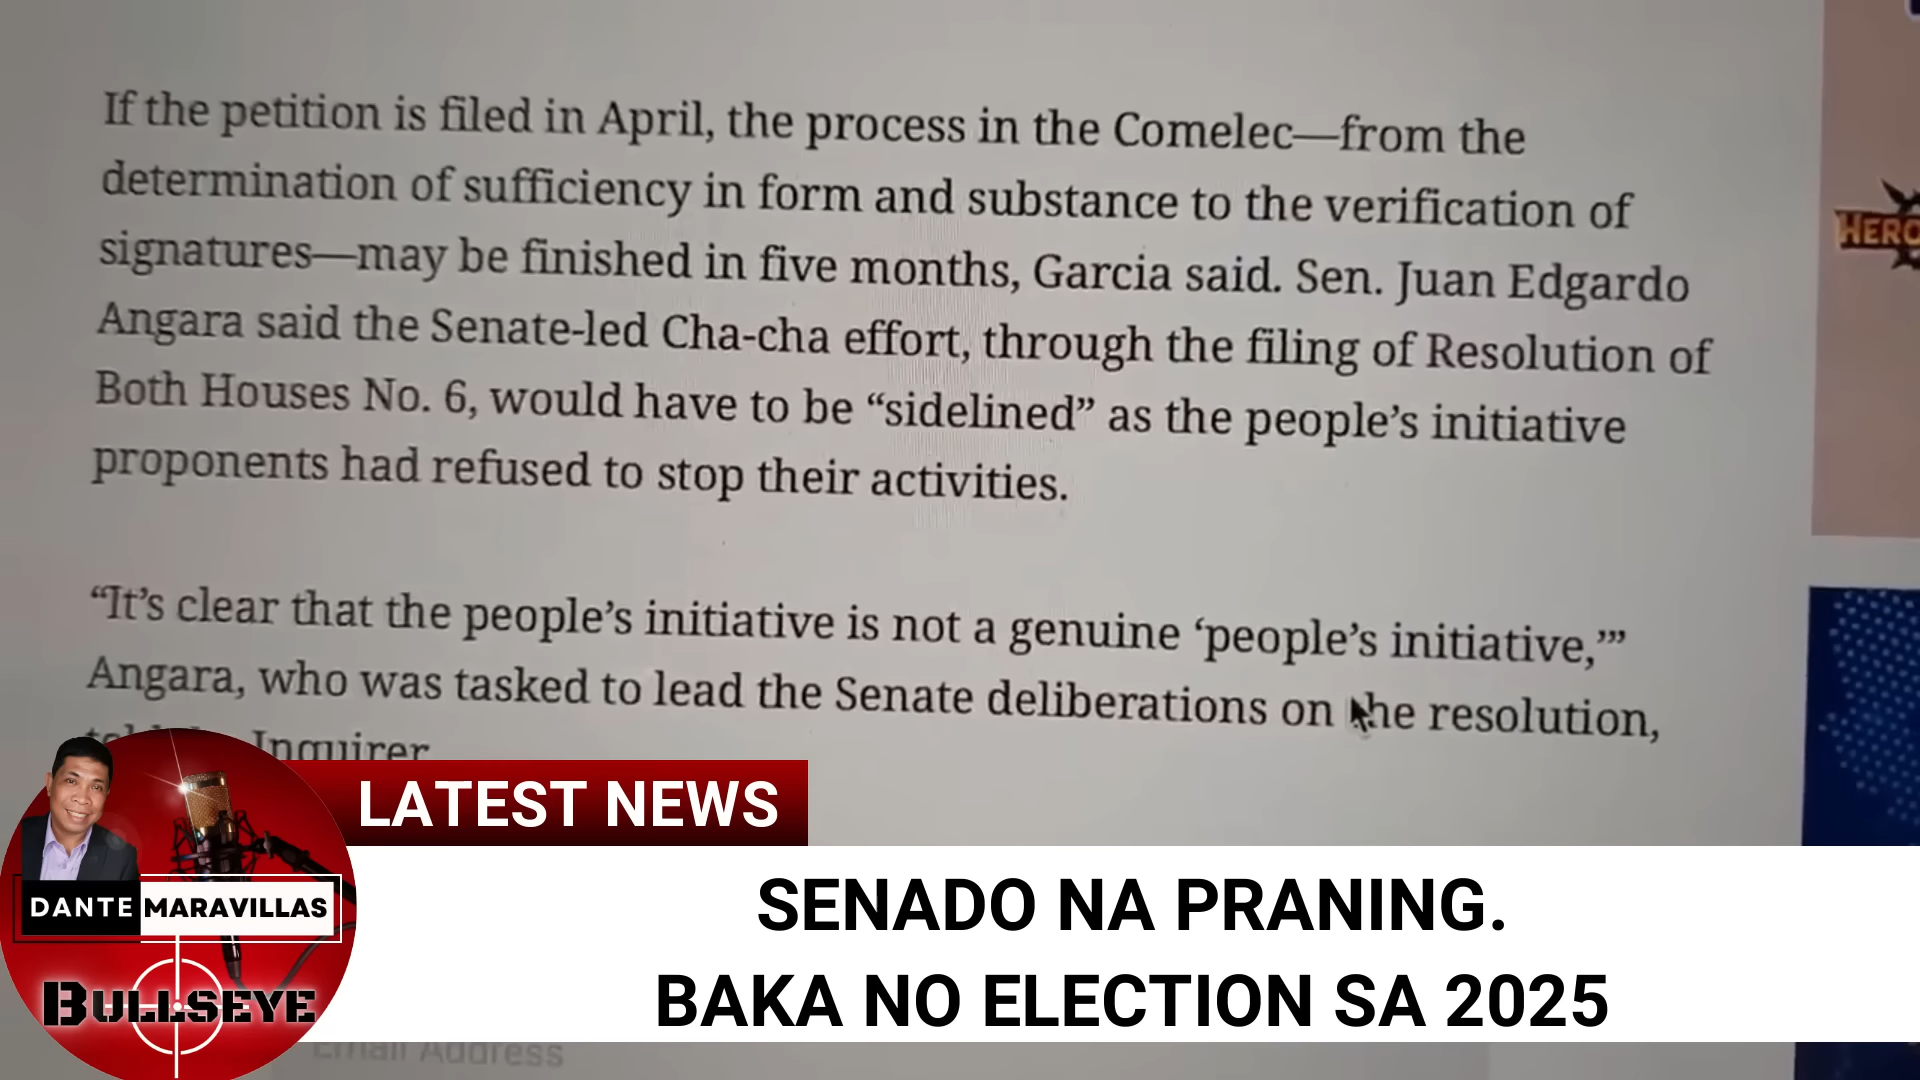 If the petition is filed in April, the process in the Comelec—from the
determination of sufficiency in form and substance to the verification of
signatures—may be finished in five months, Garcia said. Sen. Juan Edgardo
Angara said the Senate-led Cha-cha effort, through the filing of Resolution of
Both Houses No. 6, would have to be “sidelined” as the people’s initiative
proponents had refused to stop their activities.
“It’s clear that the people’s initiative is not a genuine ‘people’s initiative,’”
Angara, who was tasked to lead the Senate deliberations on the resolution,
Inquirer
LATEST NEWS
SENADO NA PRANING.
BAKA NO ELECTION SA 2025
DANTE MARAVILLAS
BULLSEYE
Email Address